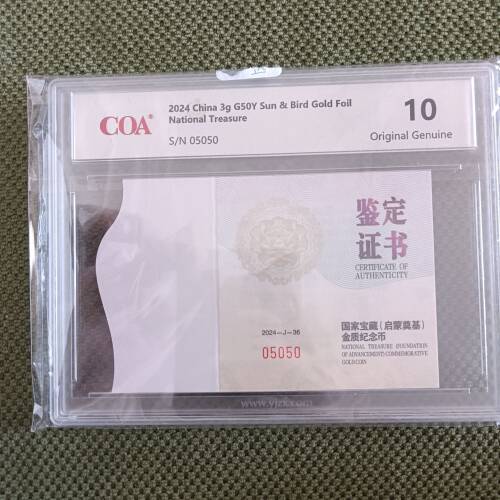 COA®
2024 China 3g G50Y Sun & Bird Gold Foil
National Treasure
S/N 05050
10
Original Genuine
鉴定
证书
CERTIFICATE OF
AUTHENTICITY
2024-J-36
05050
国家宝藏（启蒙奠基）
金质纪念币
NATIONAL TREASURE (FOUNDATION
OF ADVANCEMENT) COMMEMORATIVE
GOLD COIN